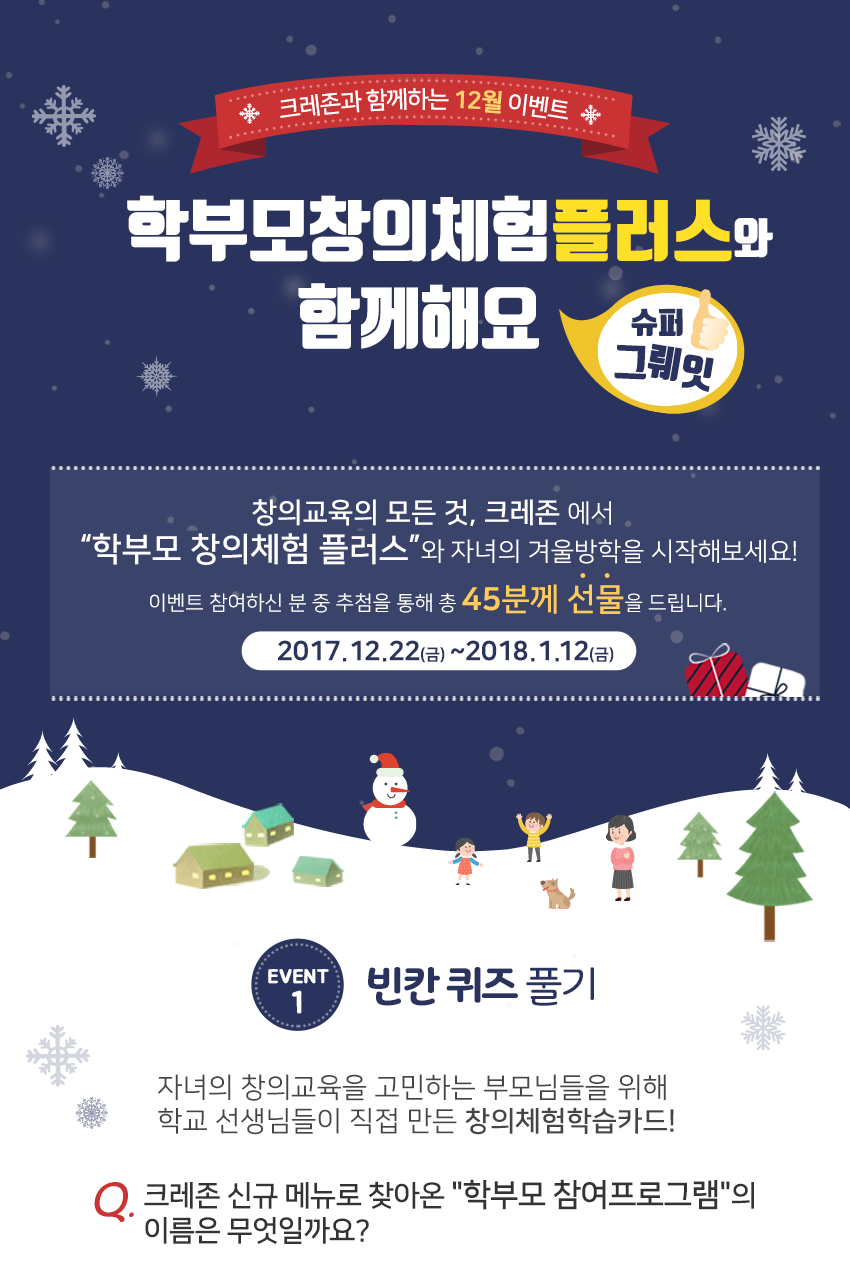 크레존과 함께하는 12월 이벤트
학부모창의체험플러스와
함께해요
슈퍼
그뤠잇
창의교육의 모든 것, 크레존 에서
“학부모 창의체험 플러스”와 자녀의 겨울방학을 시작해보세요!
이벤트 참여하신 분 중 추첨을 통해 총 45분께 선물을 드립니다.
2017.12.22(금) ~2018.1.12(금)
EVENT
1
빈칸 퀴즈 풀기
자녀의 창의교육을 고민하는 부모님들을 위해
학교 선생님들이 직접 만든 창의체험학습카드!
Q. 크레존 신규 메뉴로 찾아온 "학부모 참여프로그램"의
이름은 무엇일까요?